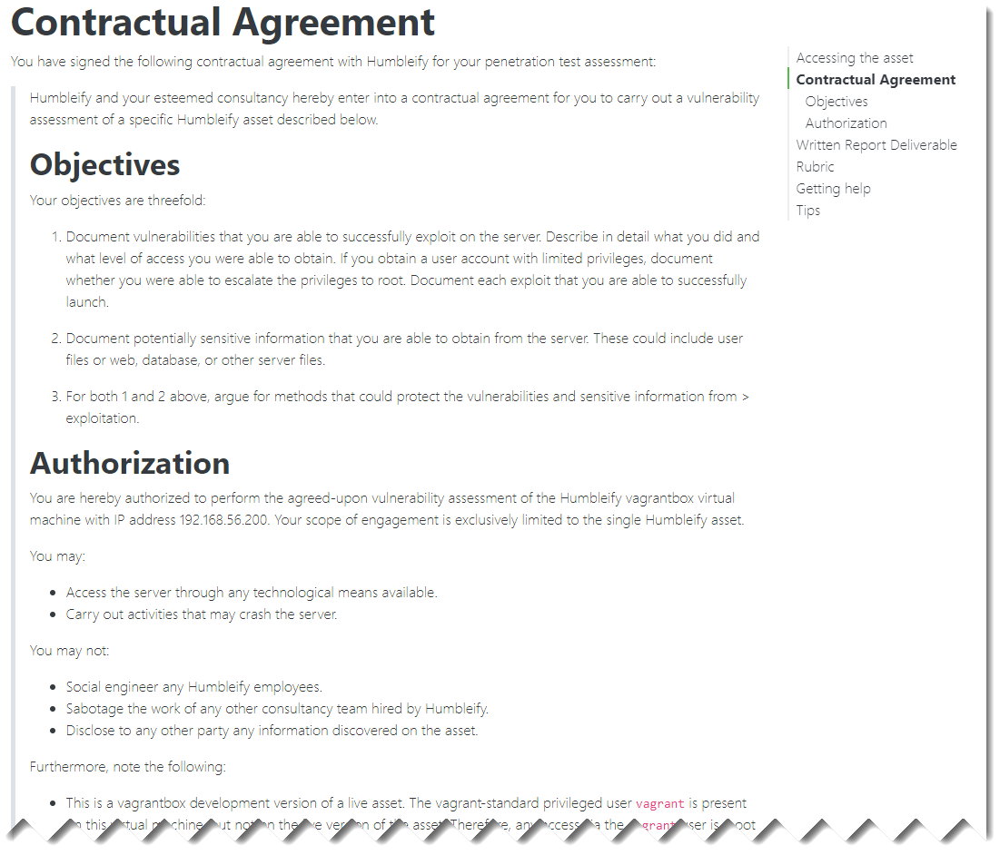 Contractual Agreement
You have signed the following contractual agreement with Humbleify for your penetration test assessment:
Humbleify and your esteemed consultancy hereby enter into a contractual agreement for you to carry out a vulnerability
assessment of a specific Humbleify asset described below.
Objectives
Your objectives are threefold:
1. Document vulnerabilities that you are able to successfully exploit on the server. Describe in detail what you did and
what level of access you were able to obtain. If you obtain a user account with limited privileges, document
whether you were able to escalate the privileges to root. Document each exploit that you are able to successfully
launch.
2. Document potentially sensitive information that you are able to obtain from the server. These could include user
files or web, database, or other server files.
3. For both 1 and 2 above, argue for methods that could protect the vulnerabilities and sensitive information from >
exploitation.
Authorization
You are hereby authorized to perform the agreed-upon vulnerability assessment of the Humbleify vagrantbox virtual
machine with IP address 192.168.56.200. Your scope of engagement is exclusively limited to the single Humbleify asset.
You may:
• Access the server through any technological means available.
• Carry out activities that may crash the server.
You may not:
• Social engineer any Humbleify employees.
• Sabotage the work of any other consultancy team hired by Humbleify.
• Disclose to any other party any information discovered on the asset.
Furthermore, note the following:
• This is a vagrantbox development version of a live asset. The vagrant-standard privileged user vagrant is present
this not on the version of the asset. Therefore, any access via the user is
Accessing the asset
Contractual Agreement
Objectives
Authorization
Written Report Deliverable
Rubric
Getting help
Tips